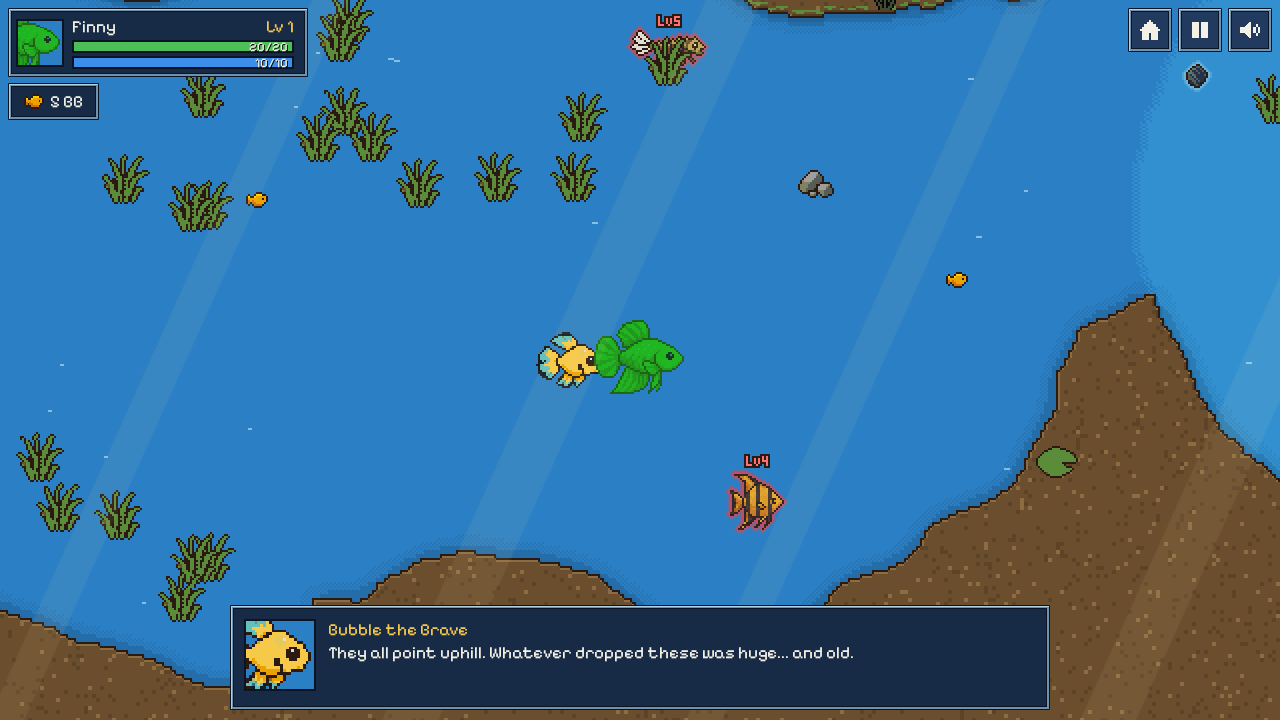 Finny
Lv 1
20/20
10/10
S 88
Lv5
Lv4
Bubble the Brave
They all point uphill. Whatever dropped these was huge... and old.